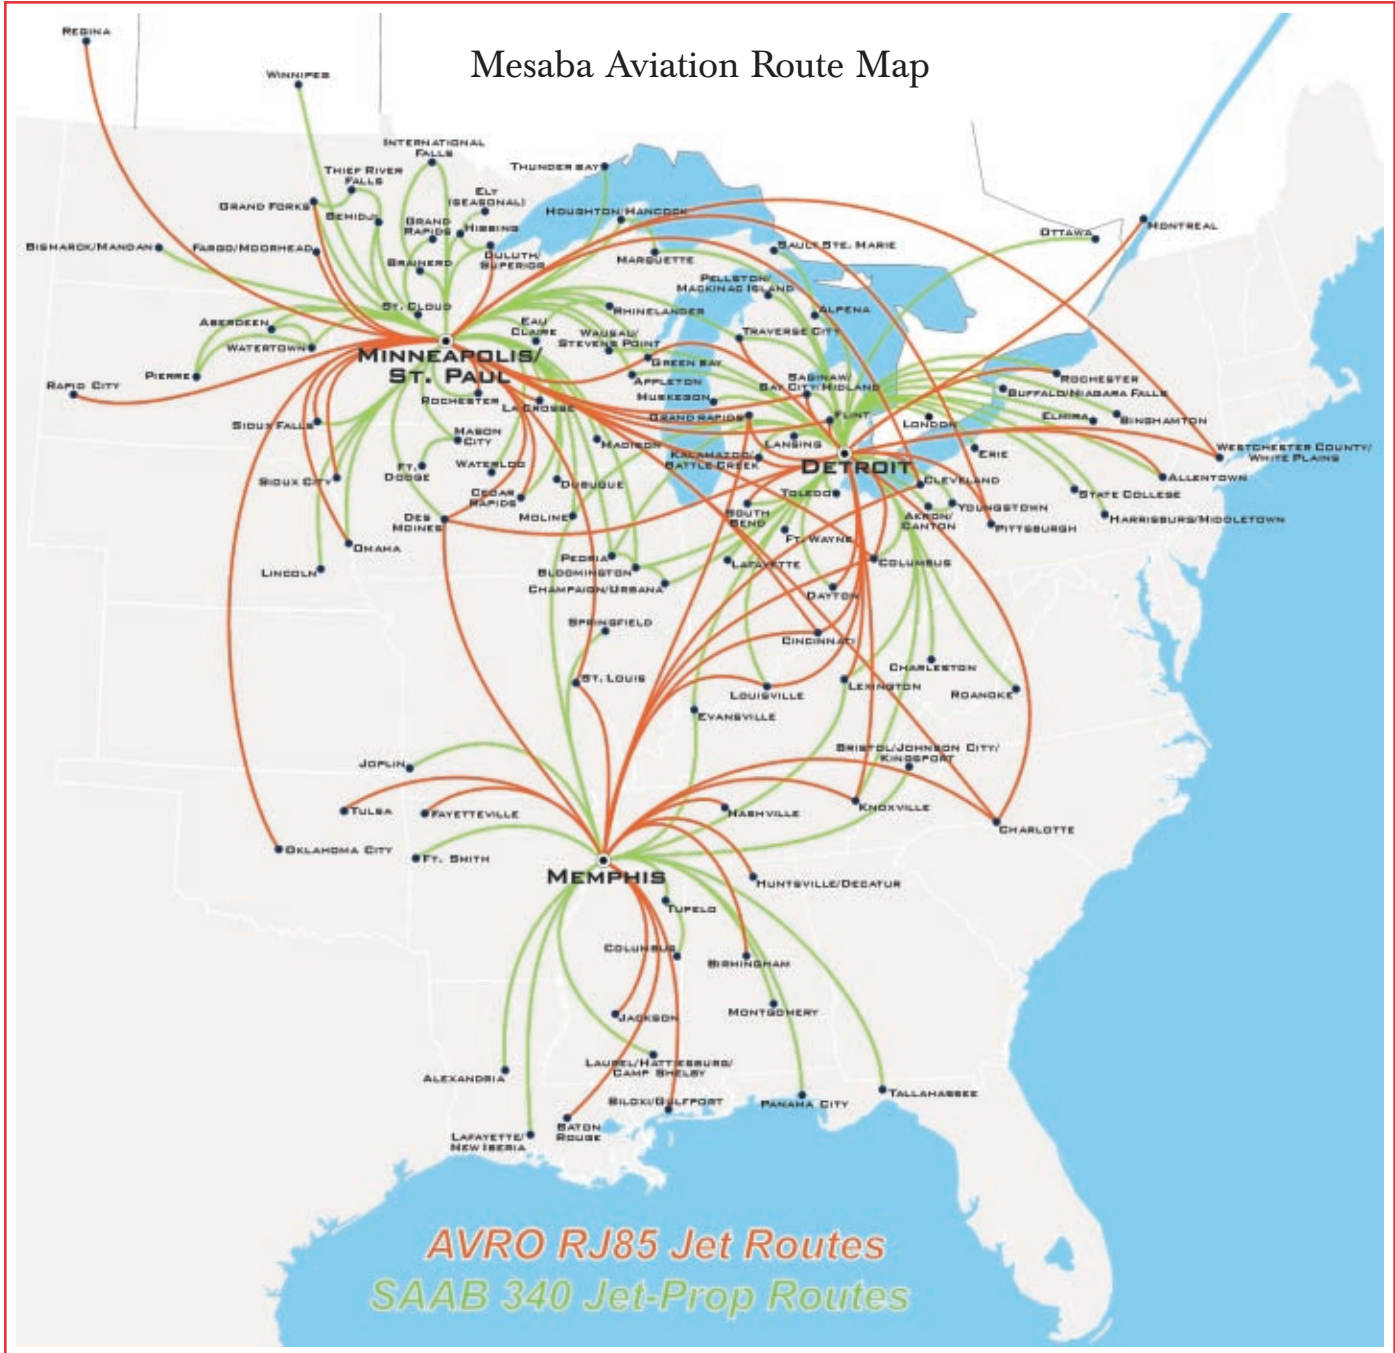 Mesaba Aviation Route Map
REGINA
WINNIPEG
INTERNATIONAL
FALLS
THIEF RIVER
FALLS
THUNDER BAY
ELY
(SEASONAL)
GRAND FORKS
BEMIDJI
GRAND
RAPIDS
HIBBING
HOUGHTON/HANCOCK
MONTREAL
OTTAWA
BISMARCK/MANDAN
FARGO/MOORHEAD
BRAINERD
DULUTH/
SUPERIOR
MARQUETTE
SAULT STE. MARIE
PELLSTON/
MACKINAC ISLAND
ST. CLOUD
RHINELANDER
ALPENA
ABERDEEN
EAU
CLAIRE
WAUSAU/
STEVENS POINT
TRAVERSE CITY
WATERTOWN
MINNEAPOLIS/
ST. PAUL
GREEN BAY
PIERRE
APPLETON
SAGINAW/
BAY CITY/MIDLAND
ROCHESTER
RAPID CITY
ROCHESTER
LA CROSSE
MUSKEGON
BUFFALO/NIAGARA FALLS
GRAND RAPIDS
FLINT
LONDON
ELMIRA
BINGHAMTON
SIOUX FALLS
MASON
CITY
MADISON
LANSING
KALAMAZOO/
BATTLE CREEK
DETROIT
ERIE
WESTCHESTER COUNTY/
WHITE PLAINS
FT.
DODGE
WATERLOO
SIOUX CITY
DUBUQUE
CLEVELAND
ALLENTOWN
CEDAR
RAPIDS
TOLEDO
STATE COLLEGE
DES
MOINES
MOLINE
SOUTH
BEND
AKRON/
CANTON
YOUNGSTOWN
PITTSBURGH
HARRISBURG/MIDDLETOWN
OMAHA
FT. WAYNE
LINCOLN
PEORIA
BLOOMINGTON
LAFAYETTE
COLUMBUS
CHAMPAIGN/URBANA
DAYTON
SPRINGFIELD
CINCINNATI
CHARLESTON
ST. LOUIS
LOUISVILLE
LEXINGTON
ROANOKE
EVANSVILLE
BRISTOL/JOHNSON CITY/
KINGSPORT
JOPLIN
TULSA
FAYETTEVILLE
NASHVILLE
KNOXVILLE
CHARLOTTE
OKLAHOMA CITY
FT. SMITH
MEMPHIS
HUNTSVILLE/DECATUR
TUPELO
COLUMBUS
BIRMINGHAM
JACKSON
MONTGOMERY
LAUREL/HATTIESBURG/
CAMP SHELBY
ALEXANDRIA
BILOXI/GULFPORT
PANAMA CITY
TALLAHASSEE
BATON
ROUGE
LAFAYETTE/
NEW IBERIA
AVRO RJ85 Jet Routes
SAAB 340 Jet-Prop Routes